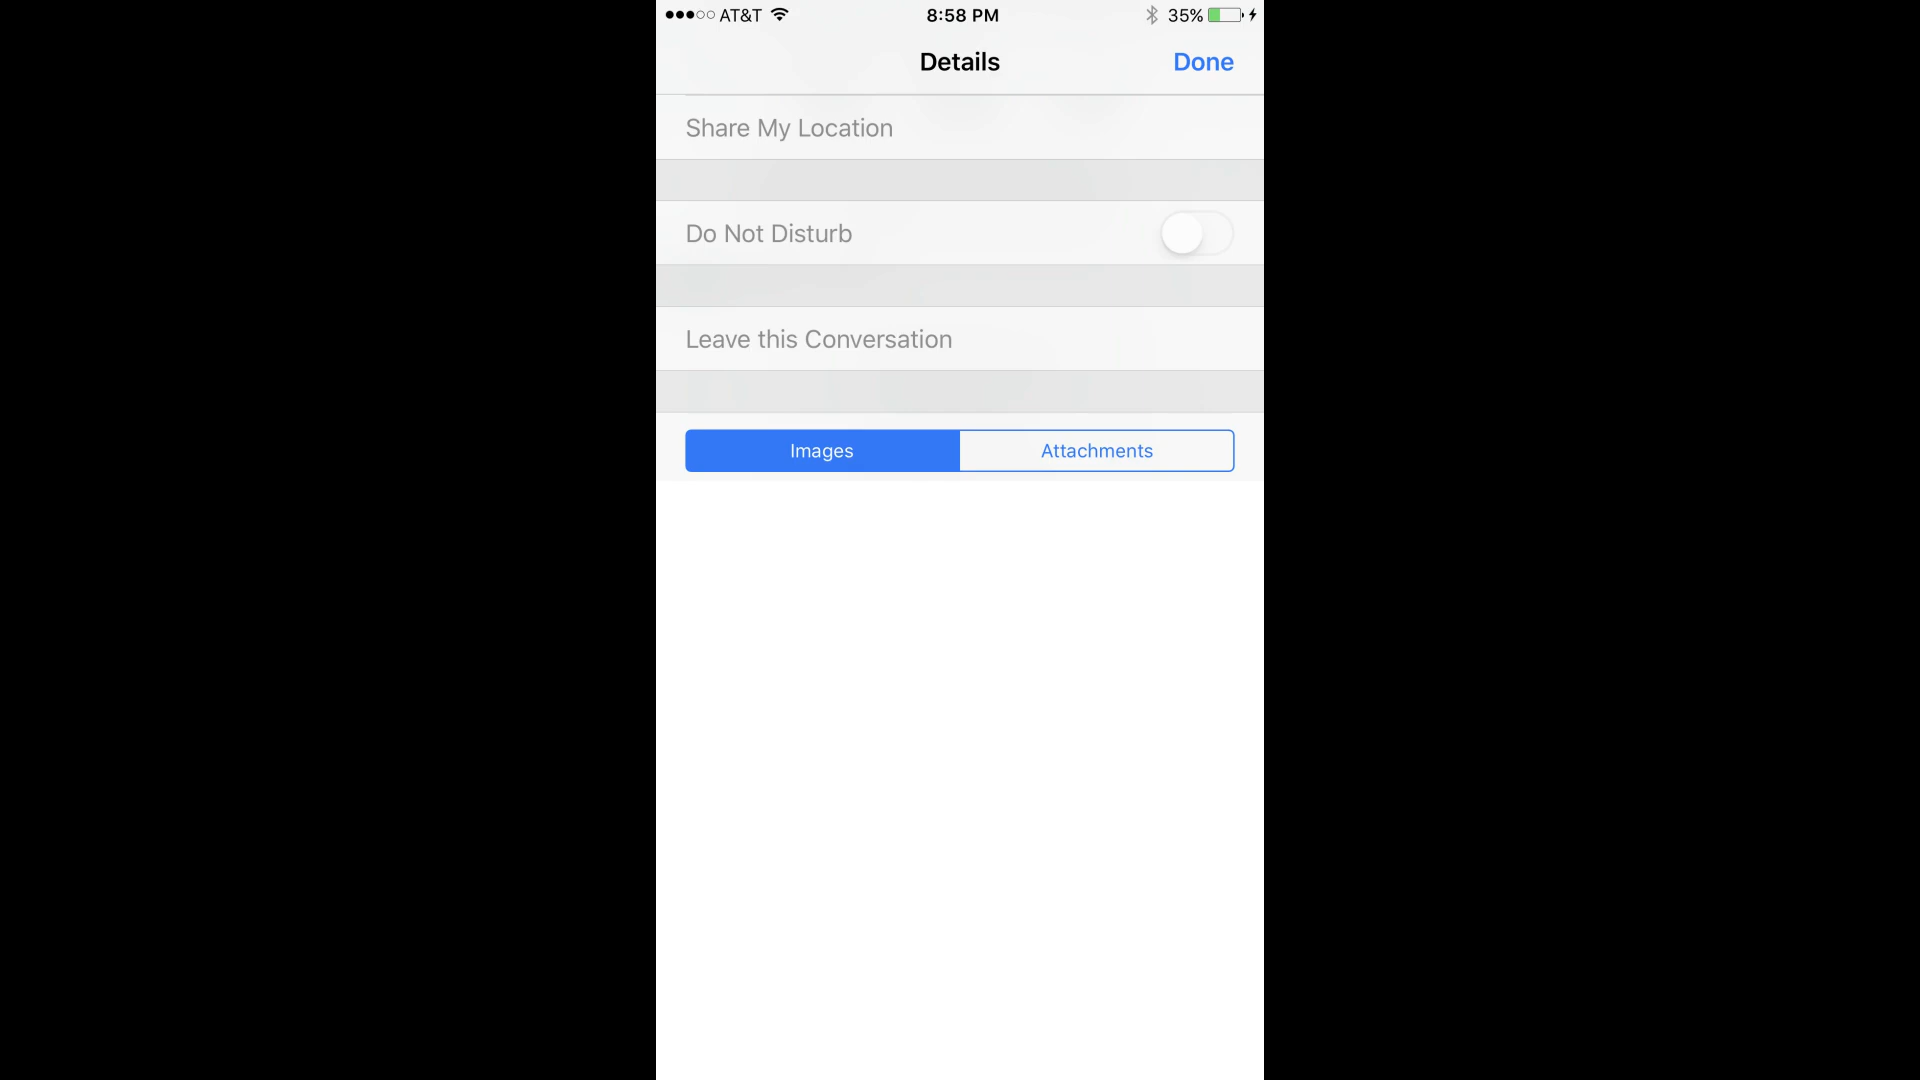 AT&T 8:58 PM 35%
Details Done
Share My Location
Do Not Disturb
Leave this Conversation
Images Attachments